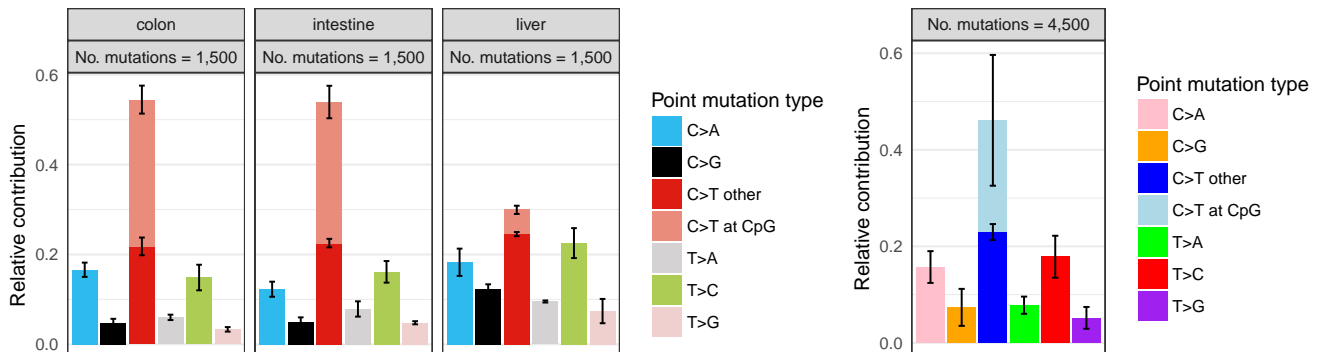 colon
intestine
liver
No. mutations = 1,500
No. mutations = 1,500
No. mutations = 1,500
Relative contribution
0.6
0.4
0.2
0.0
Point mutation type
C>A
C>G
C>T other
C>T at CpG
T>A
T>C
T>G
No. mutations = 4,500
Relative contribution
0.6
0.4
0.2
0.0
Point mutation type
C>A
C>G
C>T other
C>T at CpG
T>A
T>C
T>G